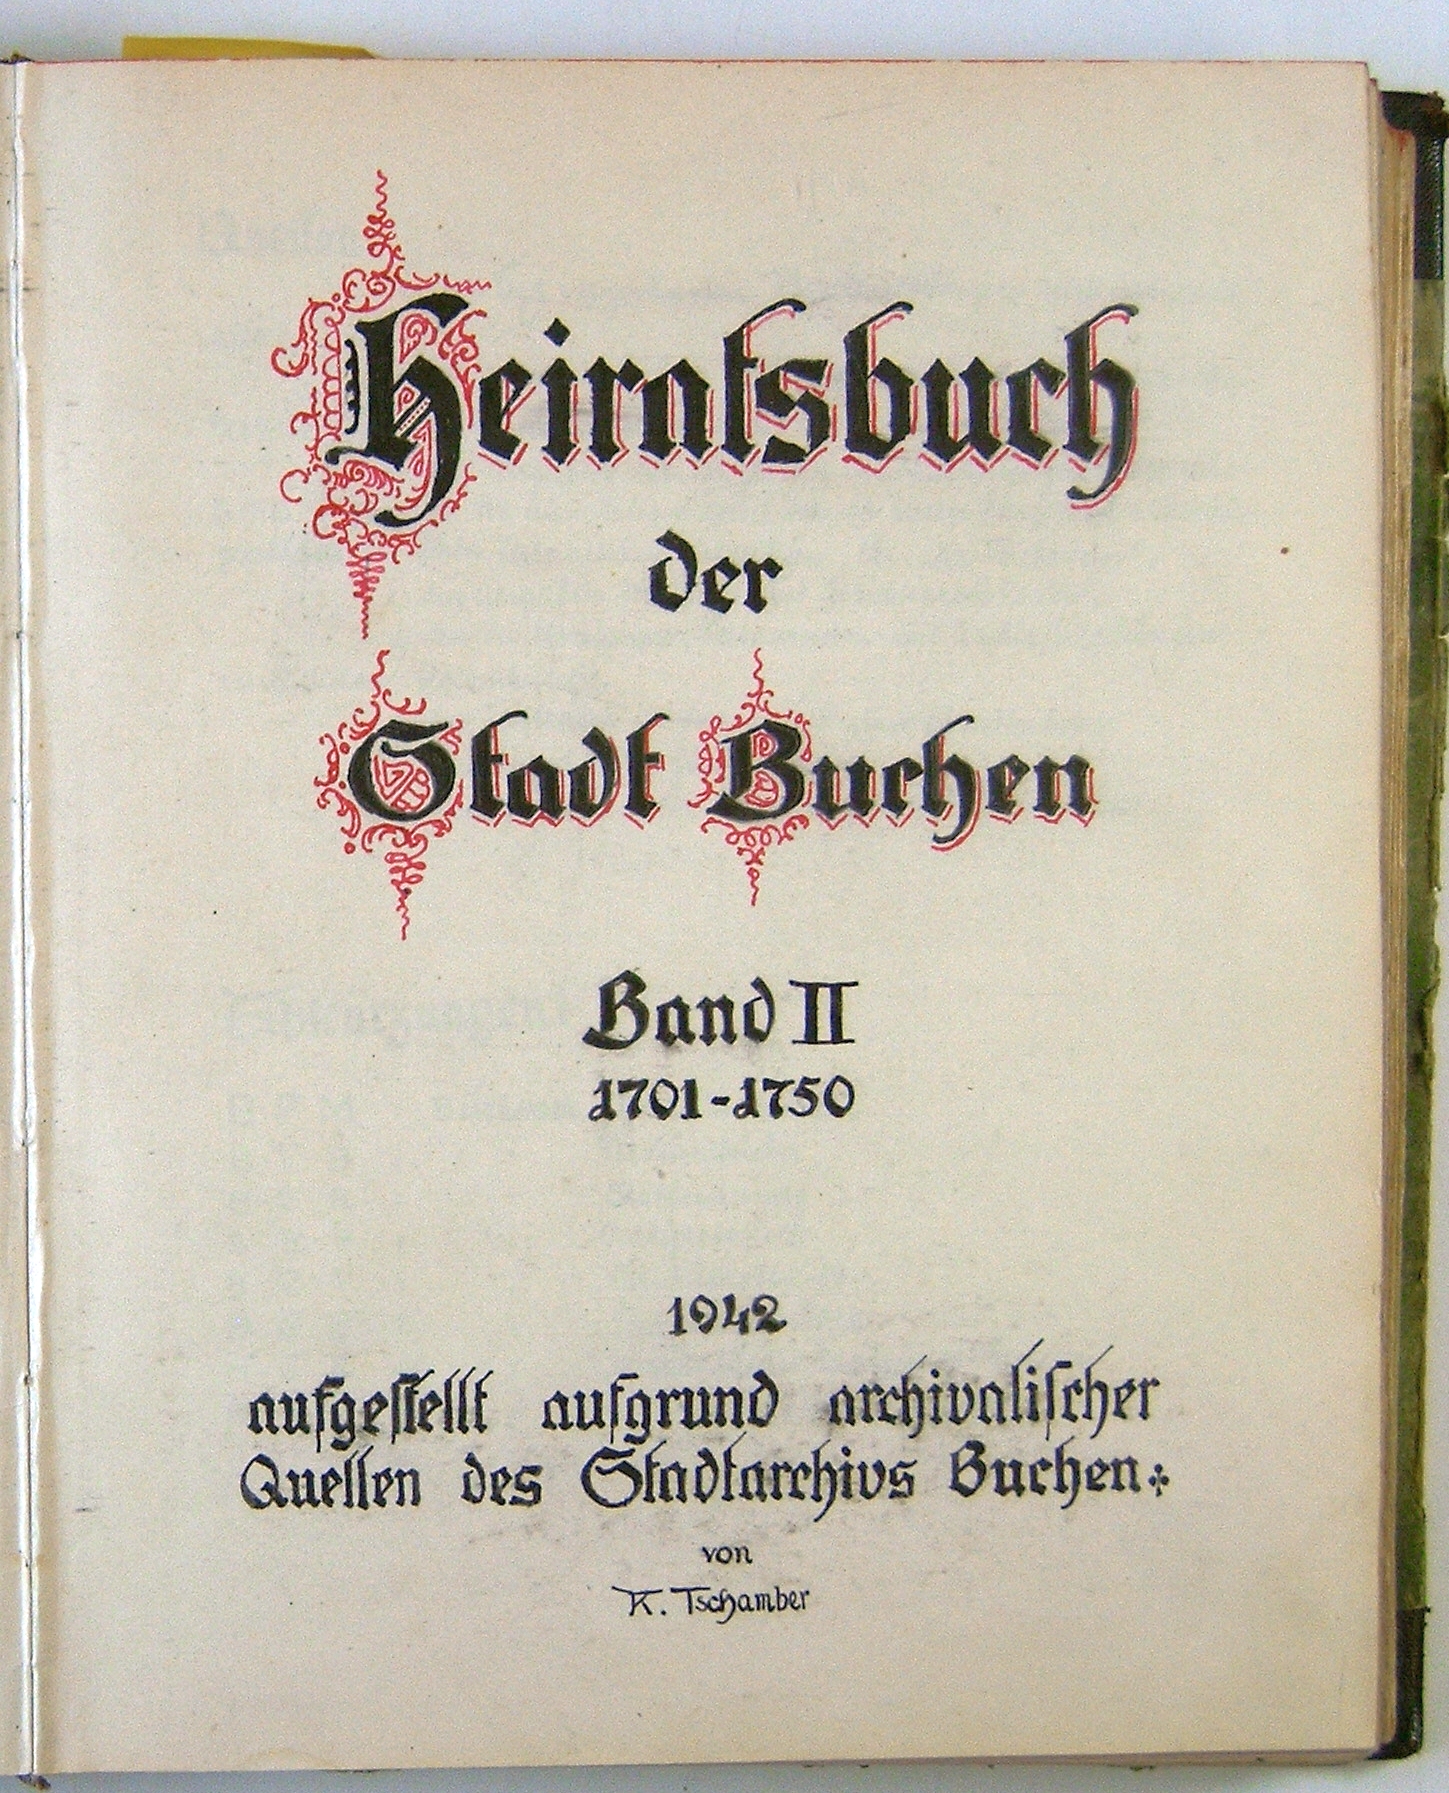 Heiratsbuch
der
Stadt Buchen
Band II
1701-1750
1942
aufgestellt aufgrund archivalischer
Quellen des Stadtarchivs Buchen
von
K. Tschamber